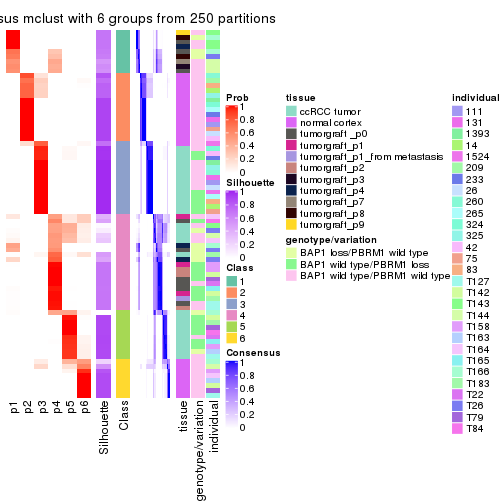 sus mclust with 6 groups from 250 partitions
p1
p2
p3
p4
p5
p6
Silhouette
Class
tissue
genotype/variation
individual
Prob
1
0.8
0.6
0.4
0.2
0
Silhouette
1
0.8
0.6
0.4
0.2
0
Class
1
2
3
4
5
6
Consensus
1
0.8
0.6
0.4
0.2
0
tissue
ccRCC tumor
normal cortex
tumorgraft_p0
tumorgraft_p1
tumorgraft_p1_from metastasis
tumorgraft_p2
tumorgraft_p3
tumorgraft_p4
tumorgraft_p7
tumorgraft_p8
tumorgraft_p9
genotype/variation
BAP1 loss/PBRM1 wild type
BAP1 wild type/PBRM1 loss
BAP1 wild type/PBRM1 wild type
individual
111
131
1393
14
1524
209
233
26
260
265
324
325
42
75
83
T127
T142
T143
T144
T158
T163
T164
T165
T166
T183
T22
T26
T79
T84